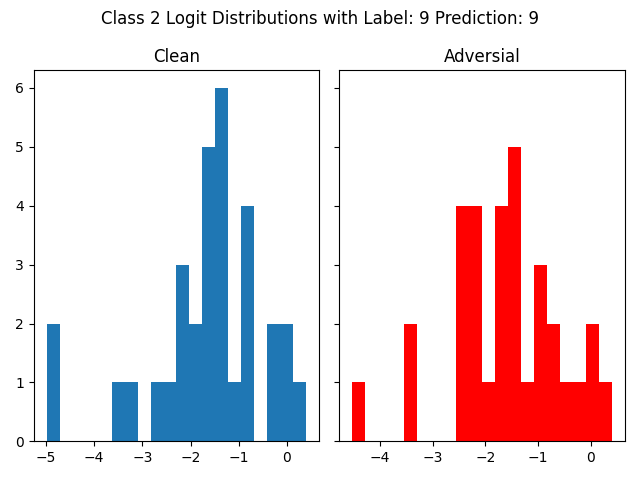 Class 2 Logit Distributions with Label: 9 Prediction: 9
Clean
Adversial
6
5
4
3
2
1
0
−5 −4 −3 −2 −1 0
−4 −3 −2 −1 0